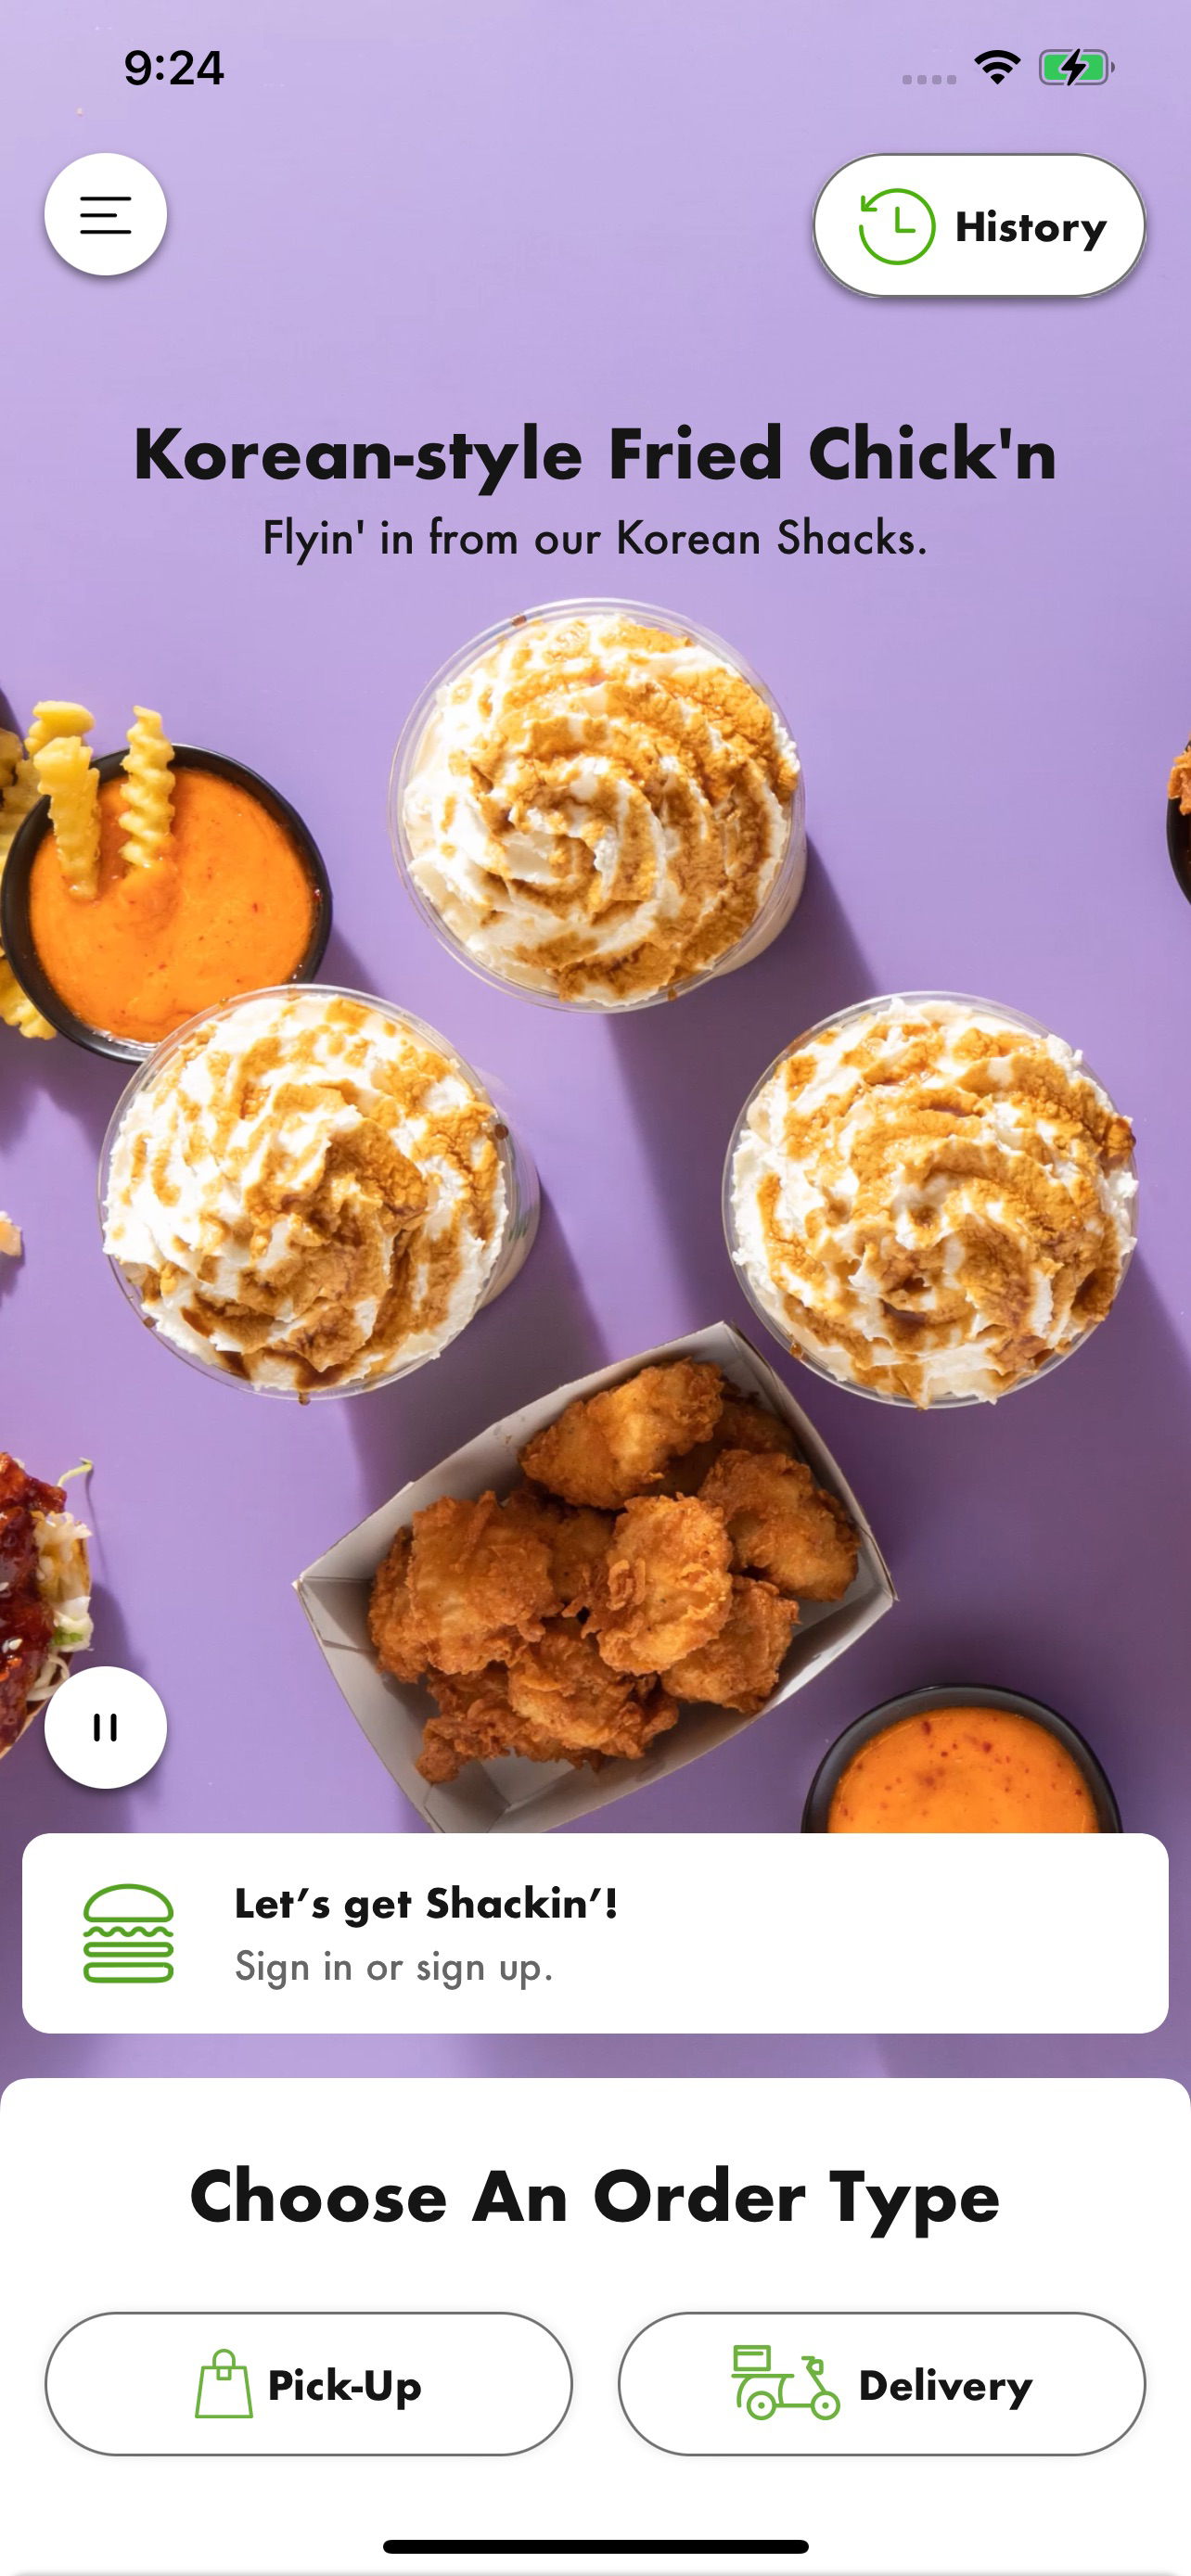 9:24
History
Korean-style Fried Chick'n
Flyin' in from our Korean Shacks.
Let’s get Shackin’!
Sign in or sign up.
Choose An Order Type
Pick-Up
Delivery